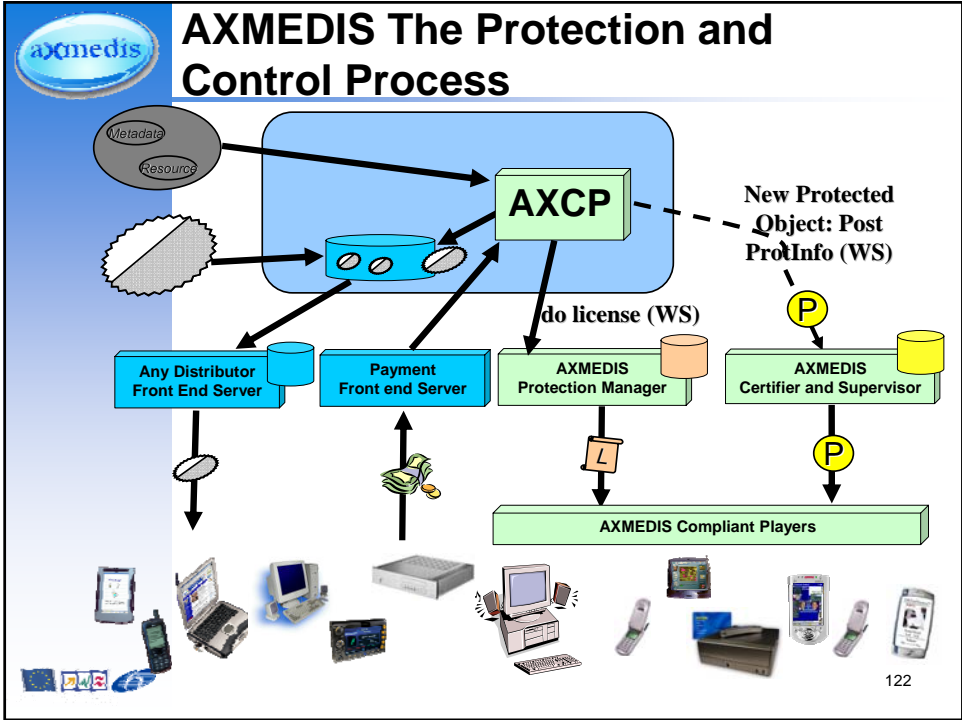 axmedis
AXMEDIS The Protection and
Control Process
Metadata
Resource
AXCP
New Protected
Object: Post
ProtInfo (WS)
do license (WS)
P
Any Distributor
Front End Server
Payment
Front end Server
AXMEDIS
Protection Manager
AXMEDIS
Certifier and Supervisor
L
P
AXMEDIS Compliant Players
122